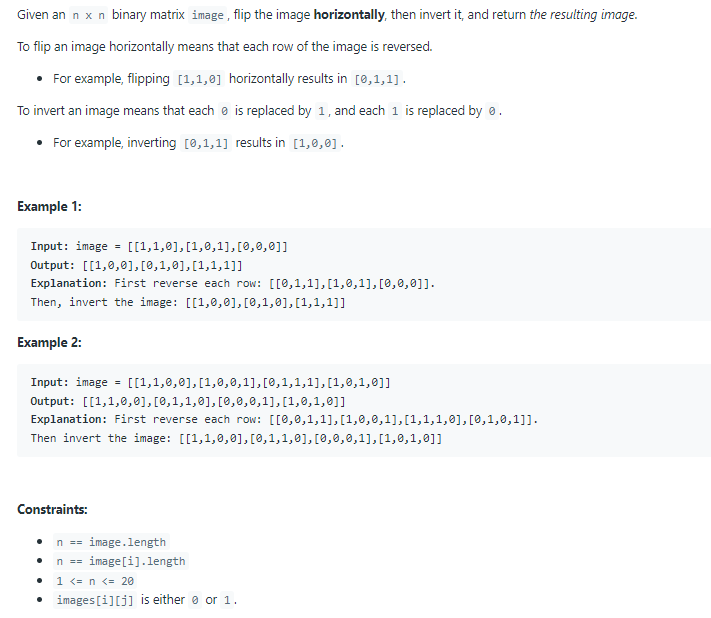 Given an n x n binary matrix image , flip the image horizontally, then invert it, and return the resulting image.
To flip an image horizontally means that each row of the image is reversed.
• For example, flipping [1,1,0] horizontally results in [0,1,1] .
To invert an image means that each 0 is replaced by 1 , and each 1 is replaced by 0 .
• For example, inverting [0,1,1] results in [1,0,0] .
Example 1:
Input: image = [[1,1,0],[1,0,1],[0,0,0]]
Output: [[1,0,0],[0,1,0],[1,1,1]]
Explanation: First reverse each row: [[0,1,1],[1,0,1],[0,0,0]].
Then, invert the image: [[1,0,0],[0,1,0],[1,1,1]]
Example 2:
Input: image = [[1,1,0,0],[1,0,0,1],[0,1,1,1],[1,0,1,0]]
Output: [[1,1,0,0],[0,1,1,0],[0,0,0,1],[1,0,1,0]]
Explanation: First reverse each row: [[0,0,1,1],[1,0,0,1],[1,1,1,0],[0,1,0,1]].
Then invert the image: [[1,1,0,0],[0,1,1,0],[0,0,0,1],[1,0,1,0]]
Constraints:
• n == image.length
• n == image[i].length
• 1 <= n <= 20
• images[i][j] is either 0 or 1 .